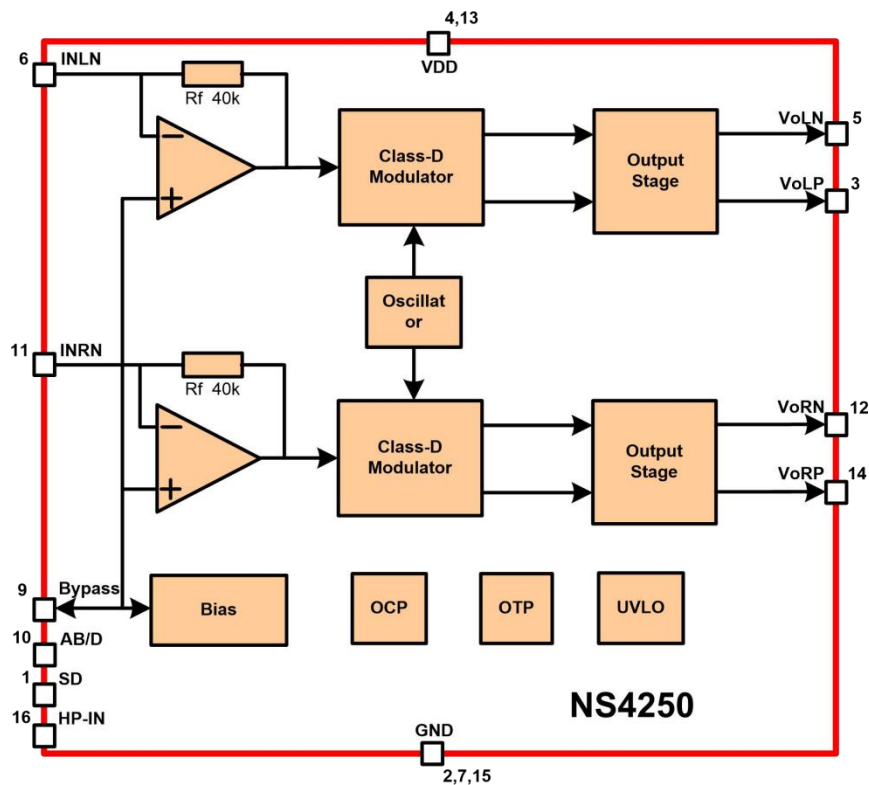 4,13
VDD
6
INLN
Rf 40k
−
+
Class-D
Modulator
Output
Stage
VoLN
5
VoLP
3
Oscillat
or
11
INRN
Rf 40k
−
+
Class-D
Modulator
Output
Stage
VoRN
12
VoRP
14
9
Bypass
Bias
OCP
OTP
UVLO
10
AB/D
1
SD
16
HP-IN
NS4250
GND
2,7,15